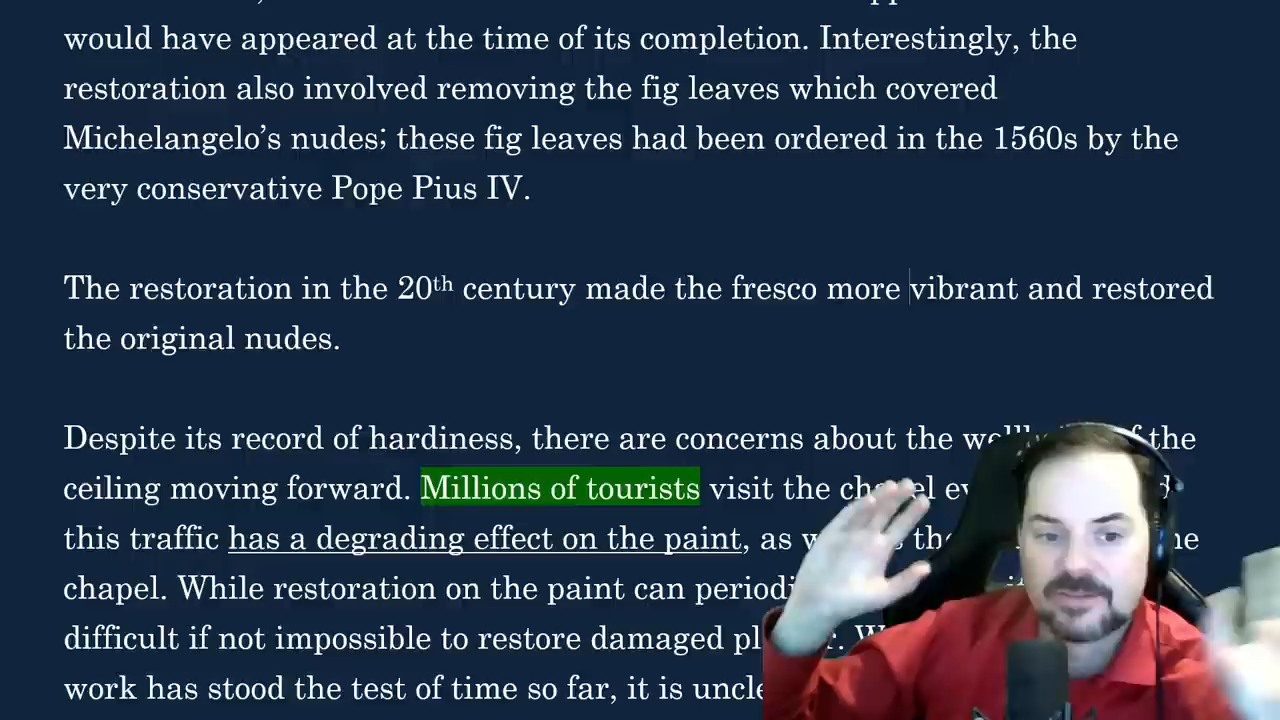 would have appeared at the time of its completion. Interestingly, the
restoration also involved removing the fig leaves which covered
Michelangelo’s nudes; these fig leaves had been ordered in the 1560s by the
very conservative Pope Pius IV.
The restoration in the 20th century made the fresco more vibrant and restored
the original nudes.
Despite its record of hardiness, there are concerns about the of the
ceiling moving forward. Millions of tourists visit the chapel
this traffic has a degrading effect on the paint, as
chapel. While restoration on the paint can
difficult if not impossible to restore damaged
work has stood the test of time so far, it is